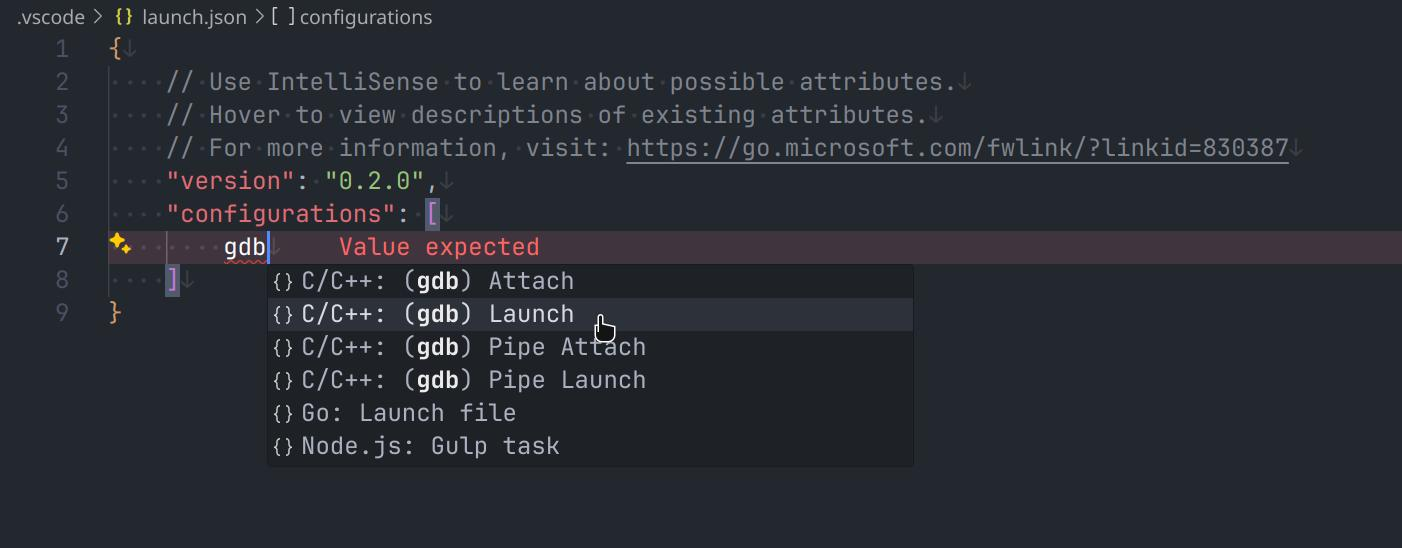 .vscode > {} launch.json > [ ] configurations
1 {
2 // Use IntelliSense to learn about possible attributes.
3 // Hover to view descriptions of existing attributes.
4 // For more information, visit: https://go.microsoft.com/fwlink/?linkid=830387
5 "version": "0.2.0",
6 "configurations": [
7 gdb Value expected
8 ]
{} C/C++: (gdb) Attach
9 }
{} C/C++: (gdb) Launch
{} C/C++: (gdb) Pipe Attach
{} C/C++: (gdb) Pipe Launch
{} Go: Launch file
{} Node.js: Gulp task